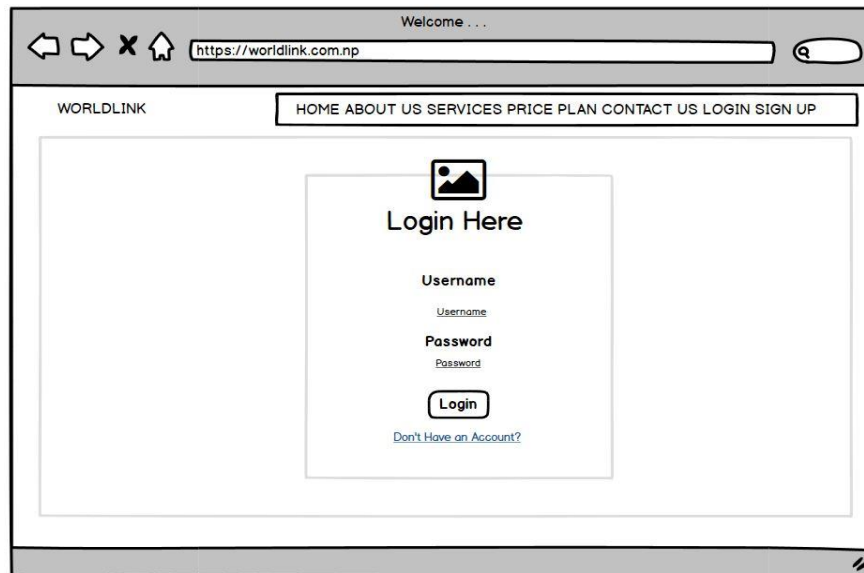 Welcome . . .
https://worldlink.com.np
WORLDLINK
HOME ABOUT US SERVICES PRICE PLAN CONTACT US LOGIN SIGN UP
Login Here
Username
Username
Password
Password
Login
Don't Have an Account?